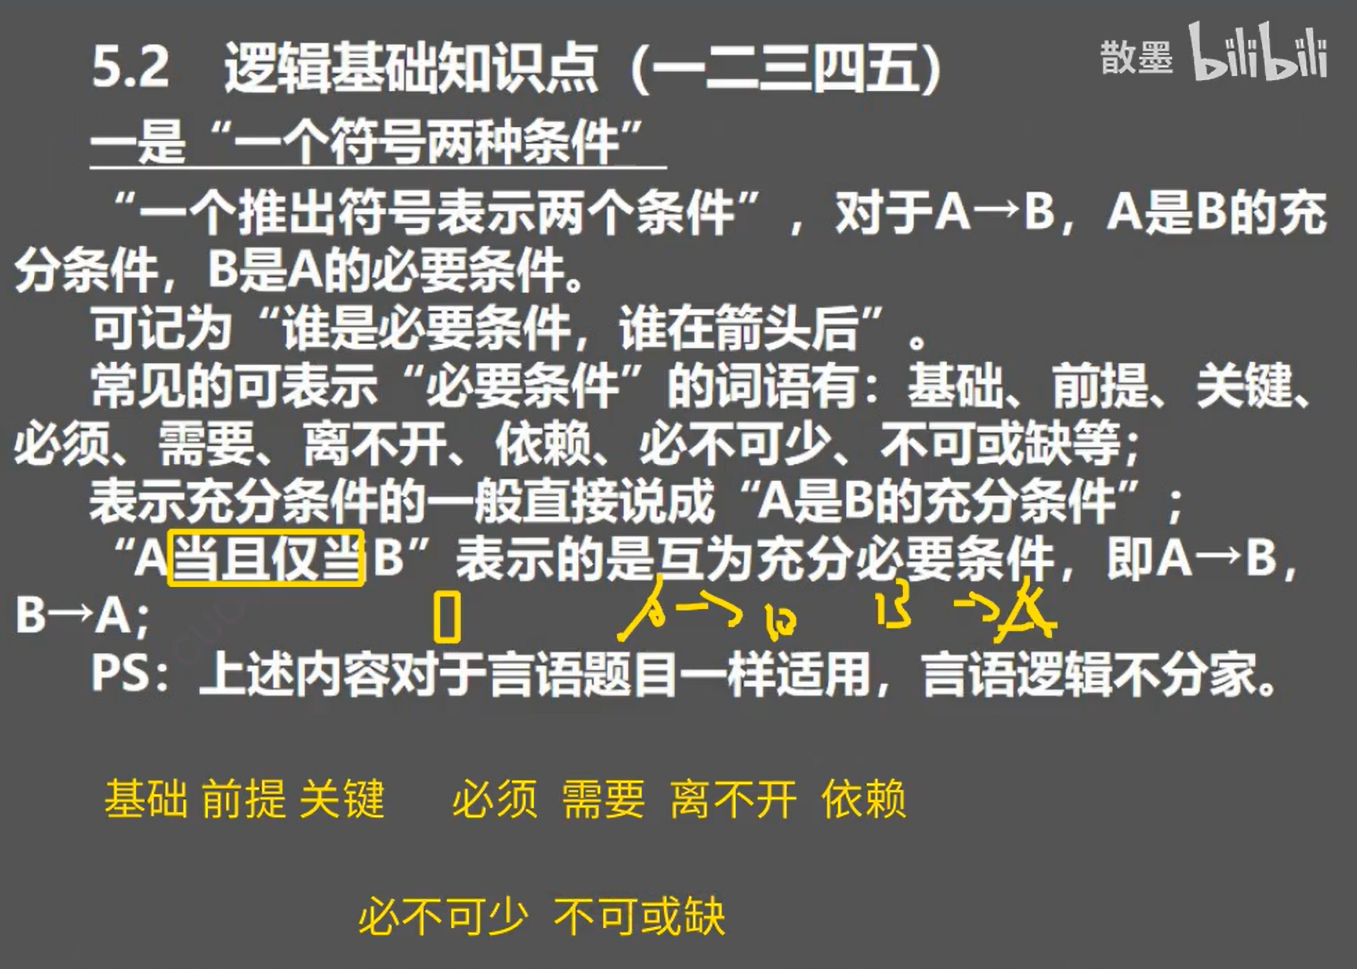 5.2 逻辑基础知识点（一二三四五）
散墨 bilibili
一是“一个符号两种条件”
“一个推出符号表示两个条件”，对于A→B，A是B的充
分条件，B是A的必要条件。
可记为“谁是必要条件，谁在箭头后”。
常见的可表示“必要条件”的词语有：基础、前提、关键、
必须、需要、离不开、依赖、必不可少、不可或缺等；
表示充分条件的一般直接说成“A是B的充分条件”；
“A当且仅当B”表示的是互为充分必要条件，即A→B，
B→A；
B → A
PS：上述内容对于言语题目一样适用，言语逻辑不分家。
基础 前提 关键 必须 需要 离不开 依赖
必不可少 不可或缺